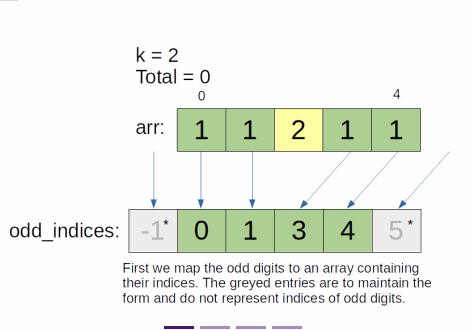 k = 2
Total = 0
0 4
arr: 1 1 2 1 1
odd_indices: -1* 0 1 3 4 5*
First we map the odd digits to an array containing
their indices. The greyed entries are to maintain the
form and do not represent indices of odd digits.